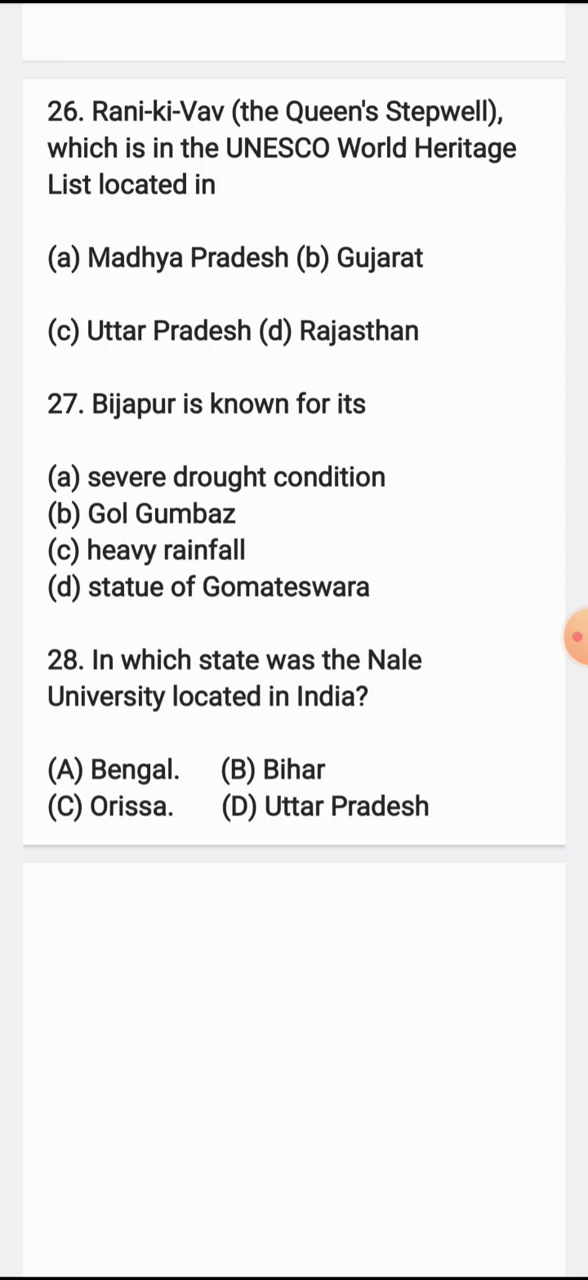 26. Rani-ki-Vav (the Queen's Stepwell),
which is in the UNESCO World Heritage
List located in
(a) Madhya Pradesh (b) Gujarat
(c) Uttar Pradesh (d) Rajasthan
27. Bijapur is known for its
(a) severe drought condition
(b) Gol Gumbaz
(c) heavy rainfall
(d) statue of Gomateswara
28. In which state was the Nale
University located in India?
(A) Bengal. (B) Bihar
(C) Orissa. (D) Uttar Pradesh